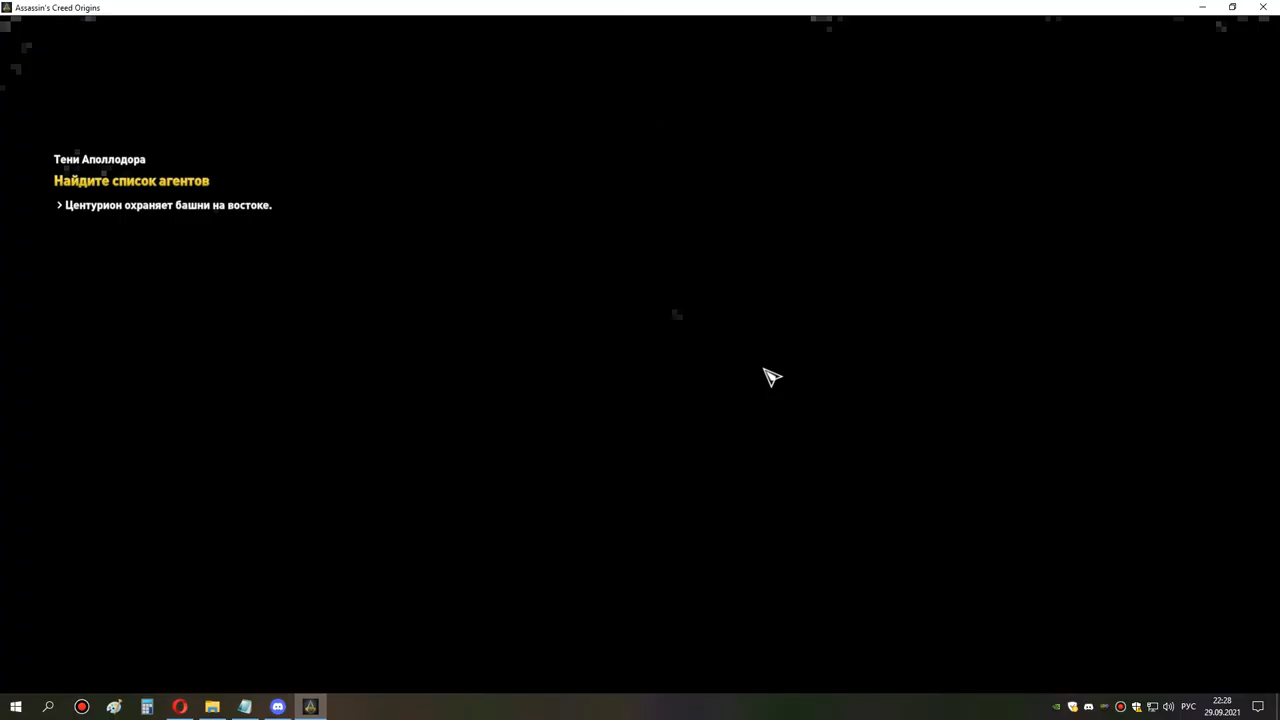 Assassin's Creed Origins
Тени Аполлодора
Найдите список агентов
> Центурион охраняет башни на востоке.
РУС
22:28
29.09.2021